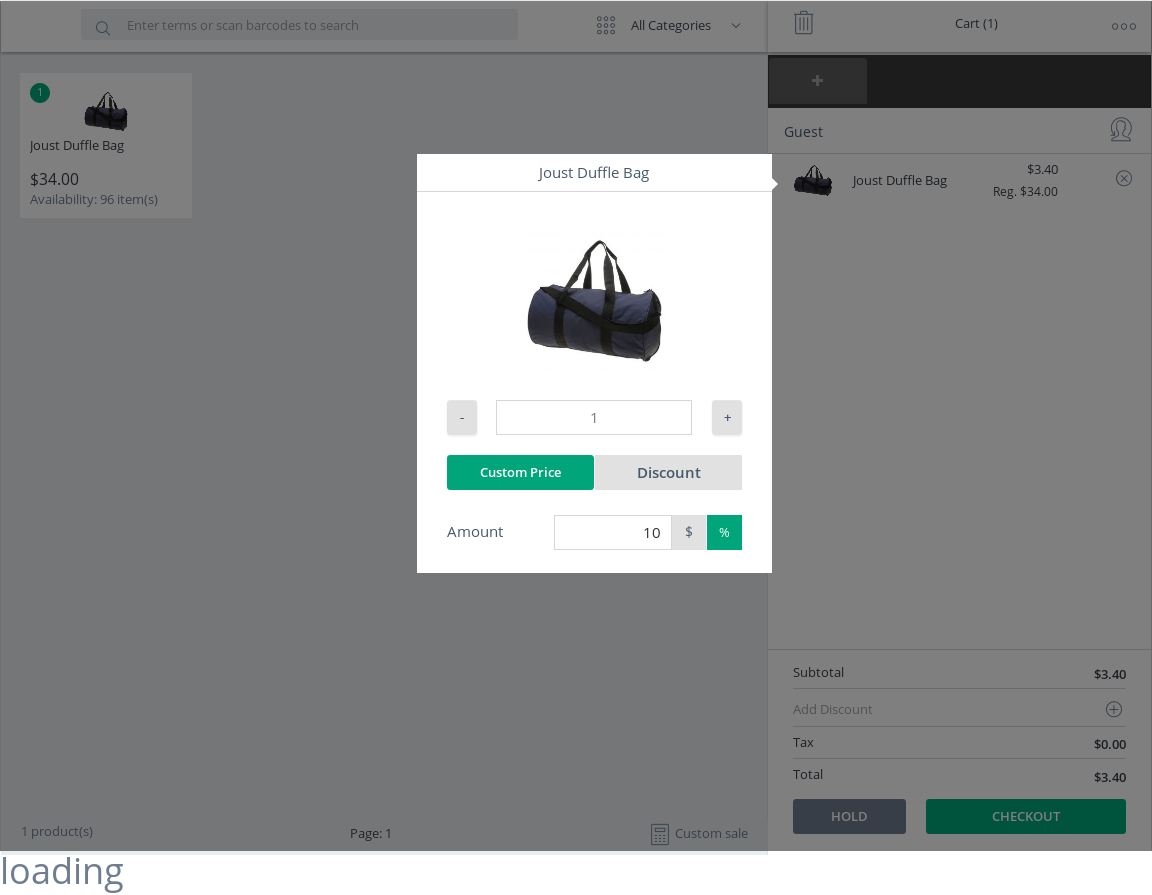 Enter terms or scan barcodes to search
All Categories
Cart (1)
1
Joust Duffle Bag
$34.00
Availability: 96 item(s)
+
Guest
Joust Duffle Bag
$3.40
Reg. $34.00
Joust Duffle Bag
-
1
+
Custom Price
Discount
Amount
10
$
%
Subtotal
$3.40
Add Discount
Tax
$0.00
Total
$3.40
HOLD
CHECKOUT
1 product(s)
Page: 1
Custom sale
loading